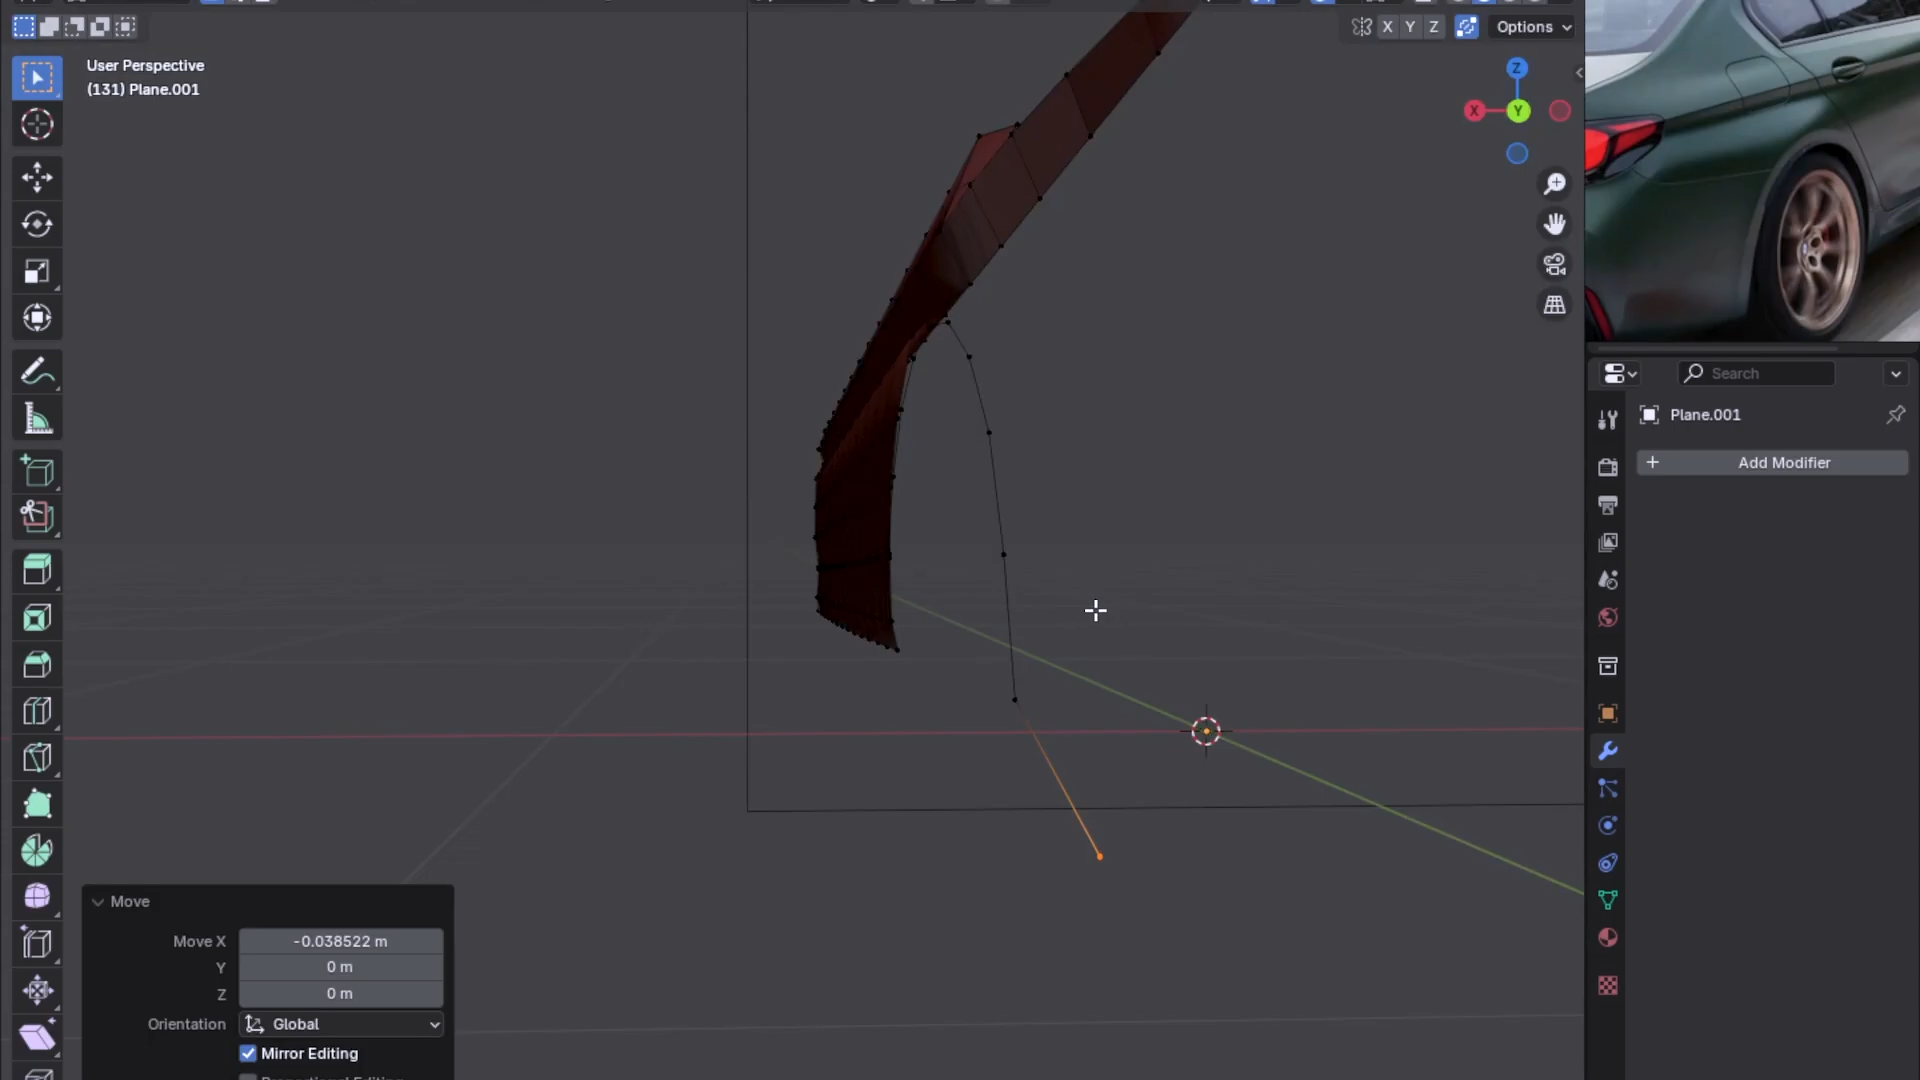 X Y Z
Options
User Perspective
(131) Plane.001
Z
X
Y
Search
Plane.001
+ Add Modifier
Move
Move X -0.038522 m
Y 0 m
Z 0 m
Orientation Global
Mirror Editing